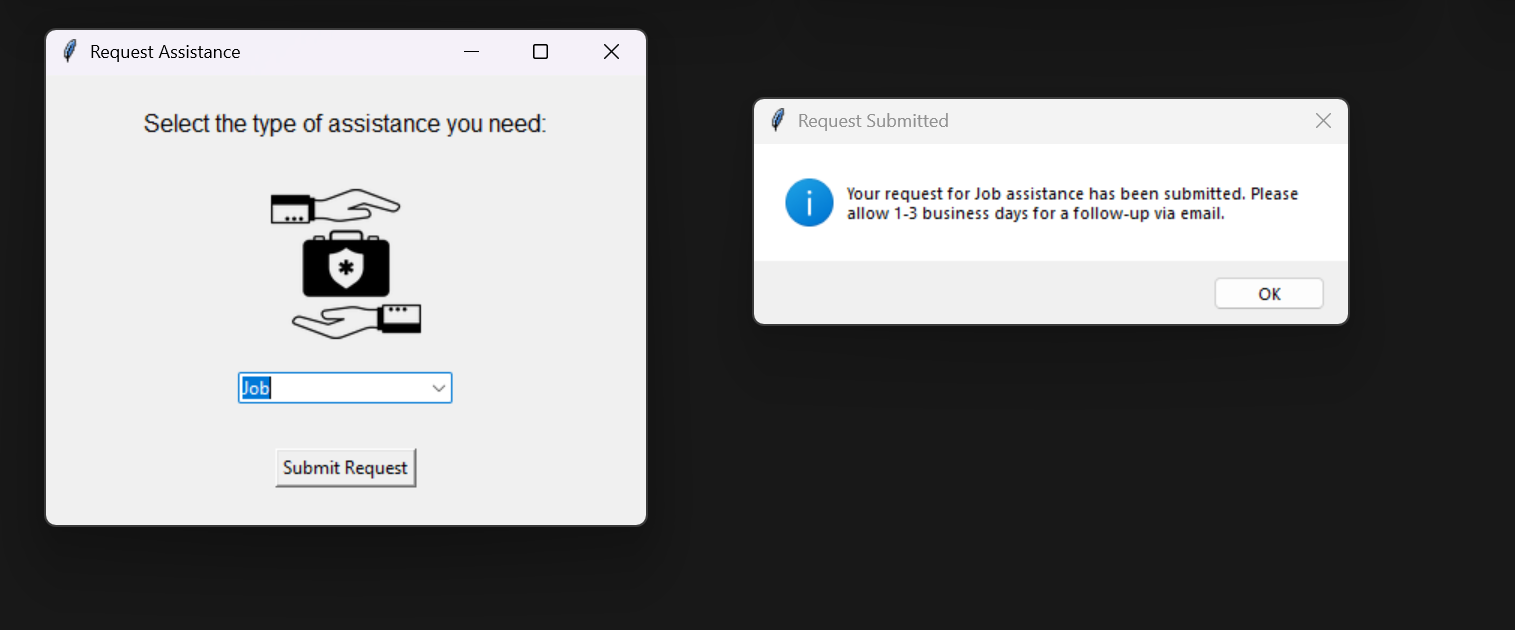 Request Assistance
Select the type of assistance you need:
Job
Submit Request
Request Submitted
Your request for Job assistance has been submitted. Please
allow 1-3 business days for a follow-up via email.
OK